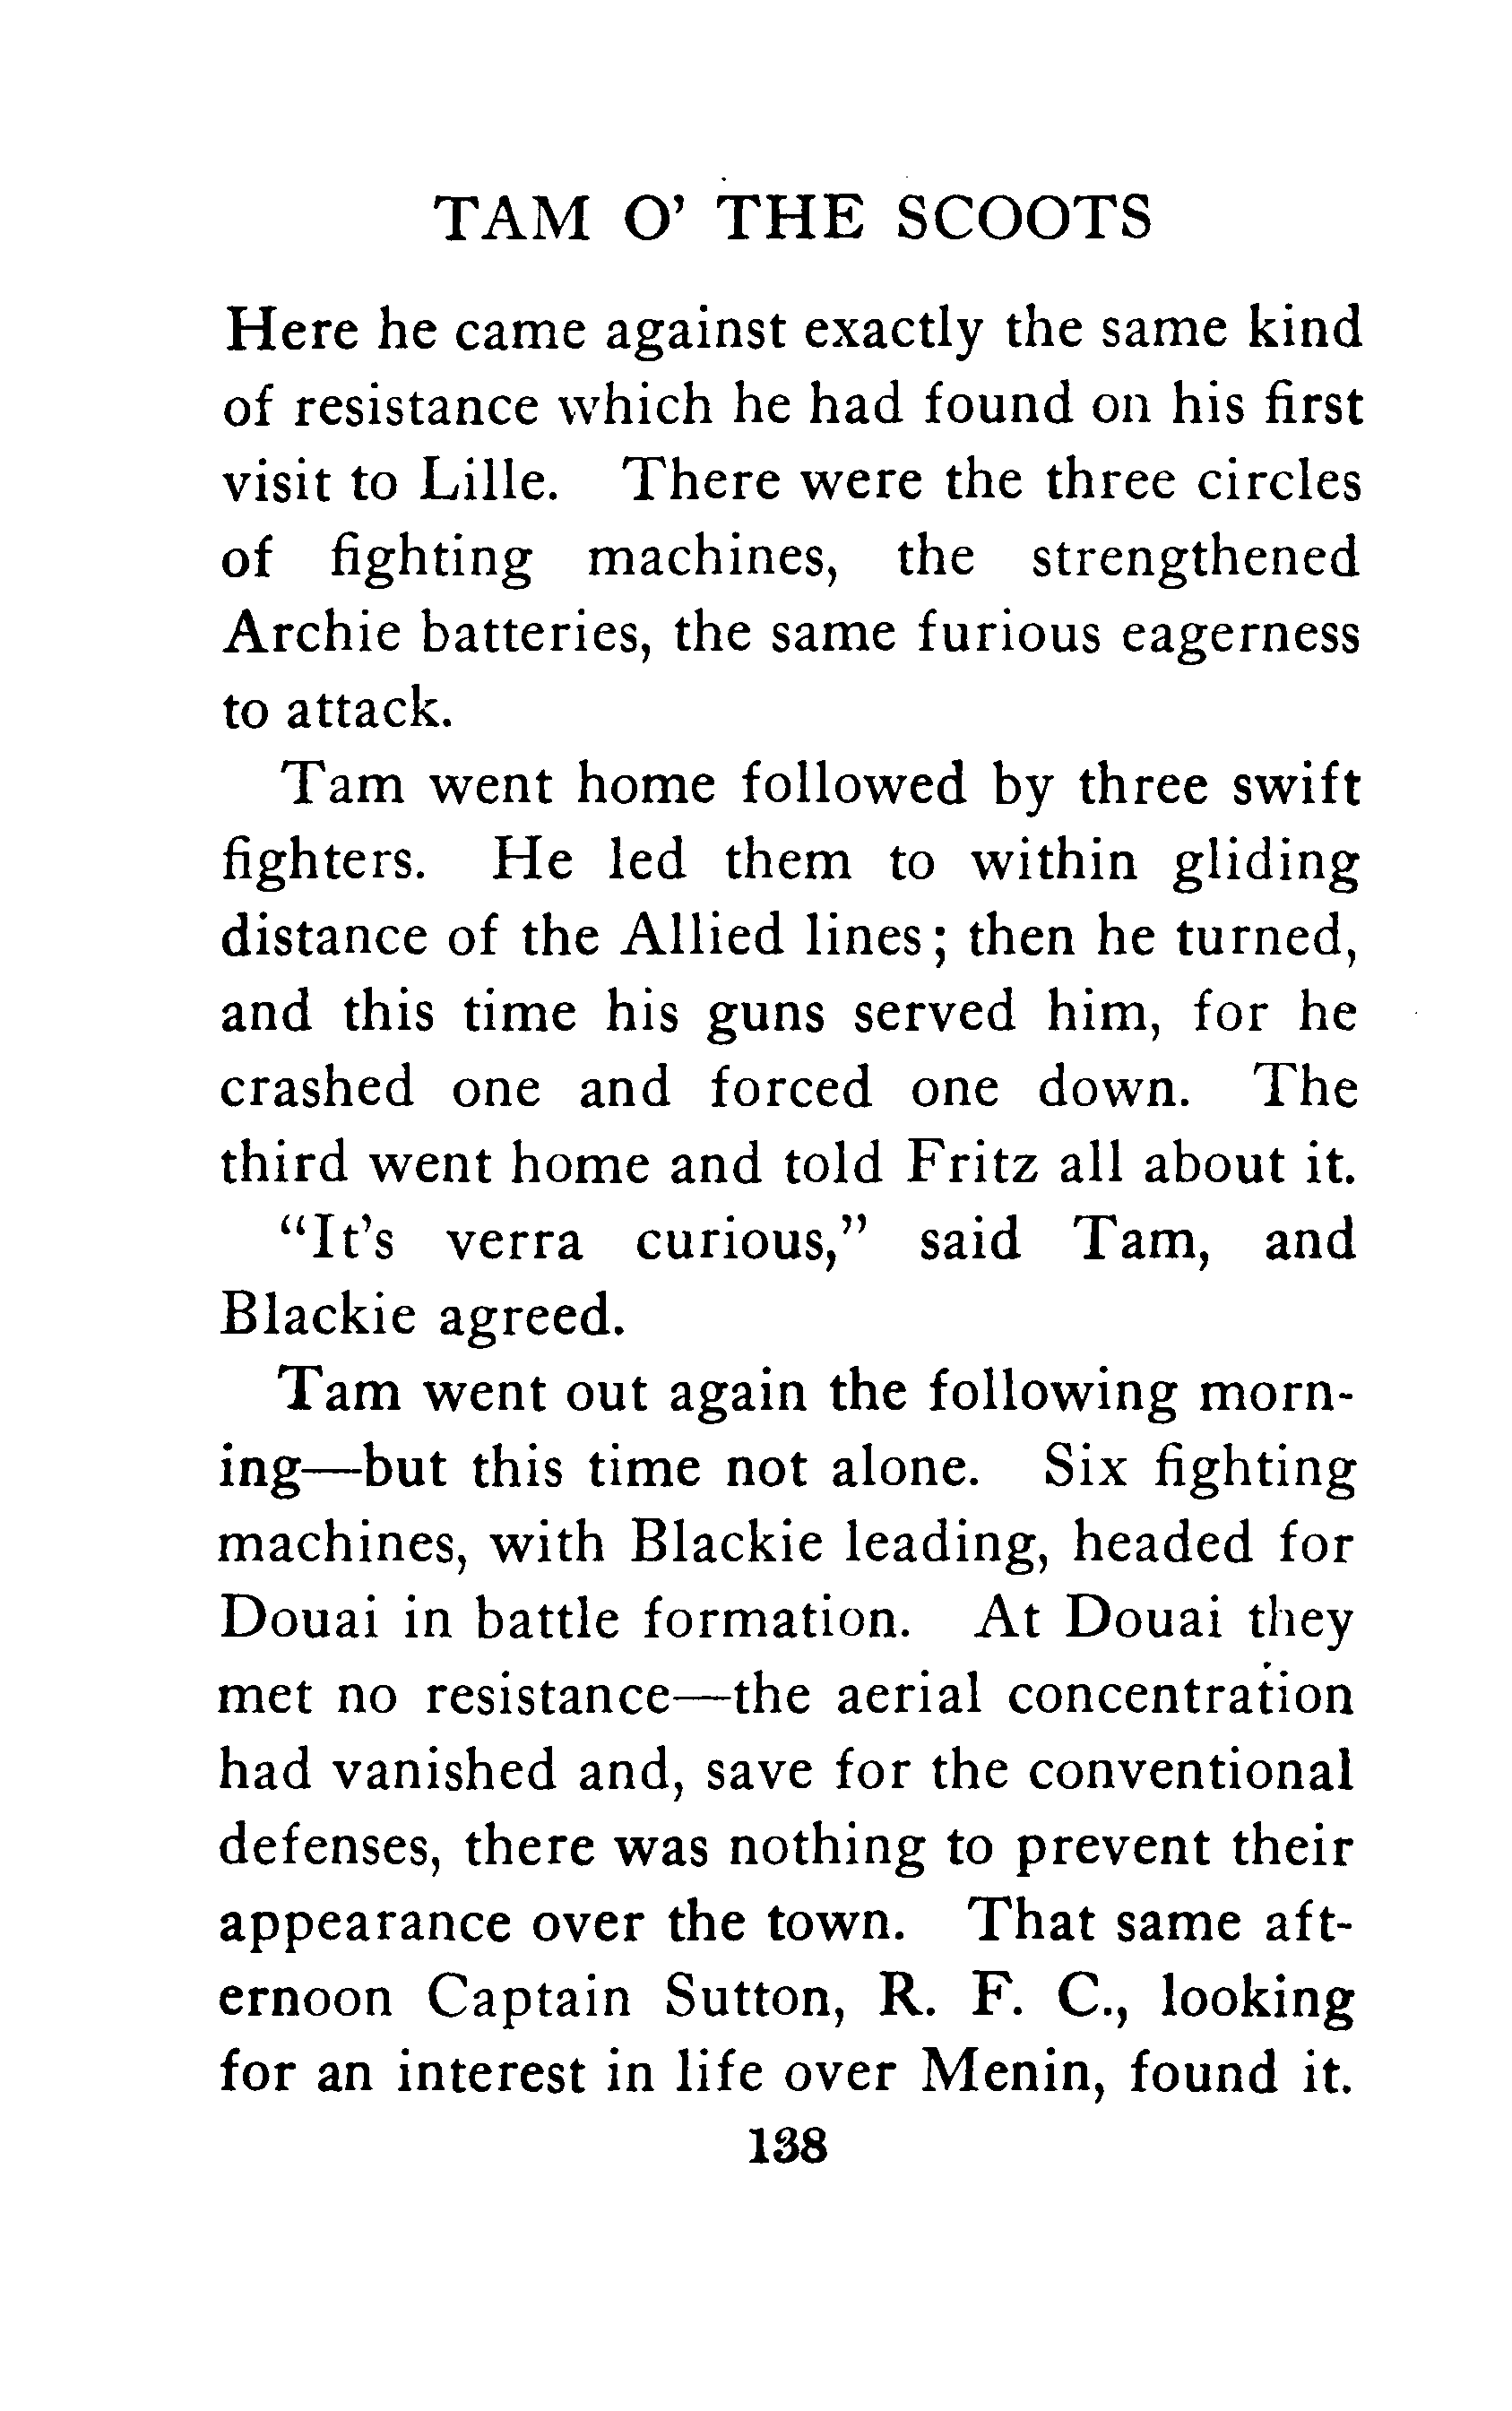 TAM O' THE SCOOTS
Here he came against exactly the same kind
of resistance which he had found on his first
visit to Lille. There were the three circles
of fighting machines, the strengthened
Archie batteries, the same furious eagerness
to attack.
Tam went home followed by three swift
fighters. He led them to within gliding
distance of the Allied lines; then he turned,
and this time his guns served him, for he
crashed one and forced one down. The
third went home and told Fritz all about it.
“It’s verra curious,” said Tam, and
Blackie agreed.
Tam went out again the following morn-
ing—but this time not alone. Six fighting
machines, with Blackie leading, headed for
Douai in battle formation. At Douai they
met no resistance—the aerial concentration
had vanished and, save for the conventional
defenses, there was nothing to prevent their
appearance over the town. That same aft-
ernoon Captain Sutton, R. F. C., looking
for an interest in life over Menin, found it.
138